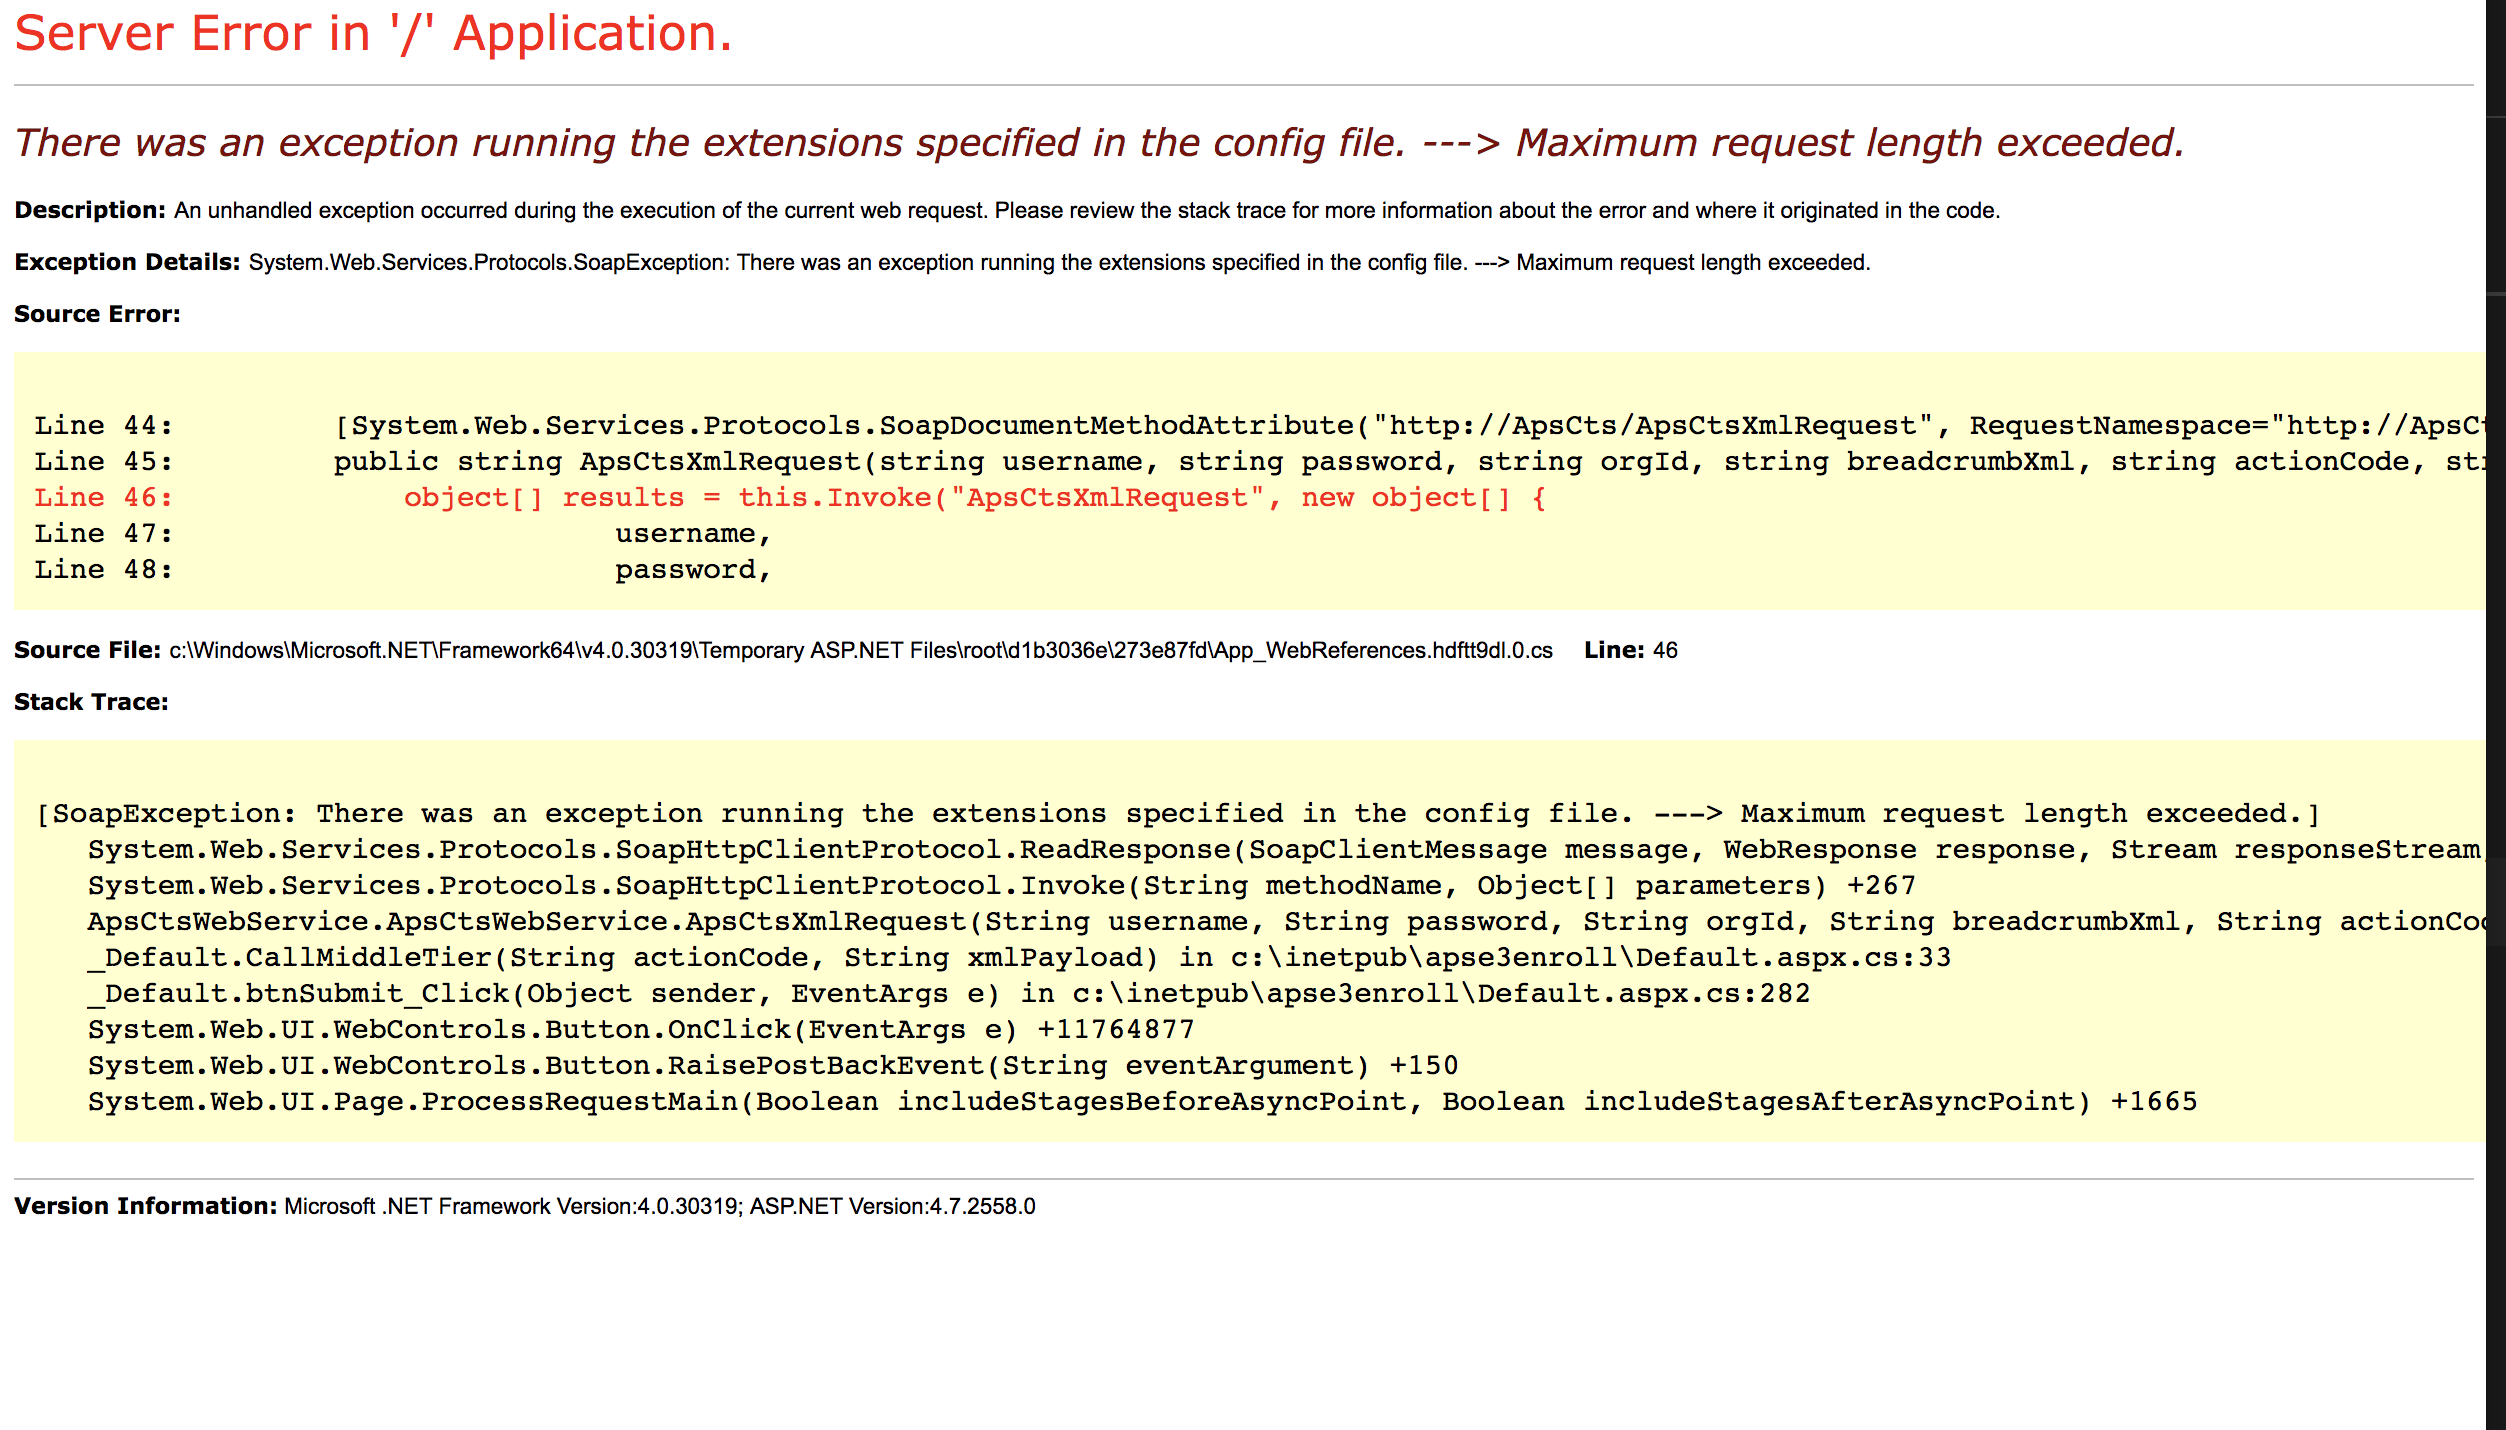 Server Error in '/' Application.
There was an exception running the extensions specified in the config file. ---> Maximum request length exceeded.
Description: An unhandled exception occurred during the execution of the current web request. Please review the stack trace for more information about the error and where it originated in the code.
Exception Details: System.Web.Services.Protocols.SoapException: There was an exception running the extensions specified in the config file. ---> Maximum request length exceeded.
Source Error:
Line 44:         [System.Web.Services.Protocols.SoapDocumentMethodAttribute("http://ApsCts/ApsCtsXmlRequest", RequestNamespace="http://ApsCt
Line 45:         public string ApsCtsXmlRequest(string username, string password, string orgId, string breadcrumbXml, string actionCode, stri
Line 46:             object[] results = this.Invoke("ApsCtsXmlRequest", new object[] {
Line 47:                         username,
Line 48:                         password,
Source File: c:\Windows\Microsoft.NET\Framework64\v4.0.30319\Temporary ASP.NET Files\root\d1b3036e\273e87fd\App_WebReferences.hdftt9dl.0.cs    Line: 46
Stack Trace:
[SoapException: There was an exception running the extensions specified in the config file. ---> Maximum request length exceeded.]
   System.Web.Services.Protocols.SoapHttpClientProtocol.ReadResponse(SoapClientMessage message, WebResponse response, Stream responseStream,
   System.Web.Services.Protocols.SoapHttpClientProtocol.Invoke(String methodName, Object[] parameters) +267
   ApsCtsWebService.ApsCtsWebService.ApsCtsXmlRequest(String username, String password, String orgId, String breadcrumbXml, String actionCod
   _Default.CallMiddleTier(String actionCode, String xmlPayload) in c:\inetpub\apse3enroll\Default.aspx.cs:33
   _Default.btnSubmit_Click(Object sender, EventArgs e) in c:\inetpub\apse3enroll\Default.aspx.cs:282
   System.Web.UI.WebControls.Button.OnClick(EventArgs e) +11764877
   System.Web.UI.WebControls.Button.RaisePostBackEvent(String eventArgument) +150
   System.Web.UI.Page.ProcessRequestMain(Boolean includeStagesBeforeAsyncPoint, Boolean includeStagesAfterAsyncPoint) +1665
Version Information: Microsoft .NET Framework Version:4.0.30319; ASP.NET Version:4.7.2558.0